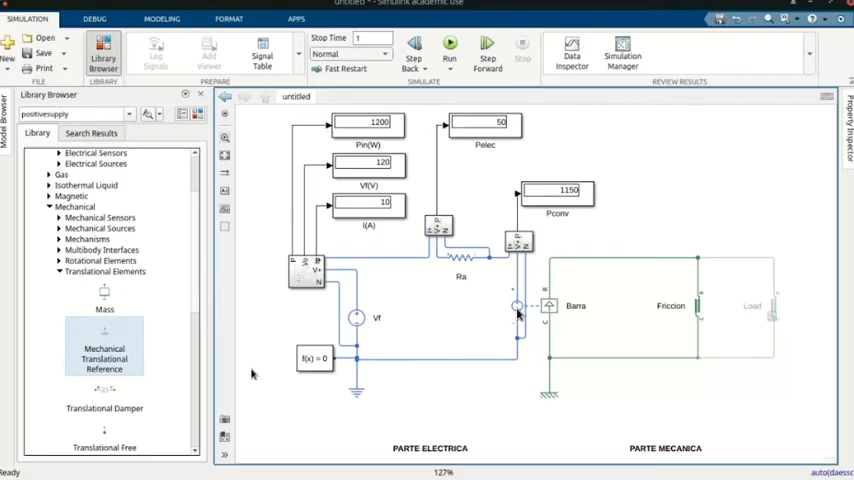 untitled * - Simulink academic use
SIMULATION DEBUG MODELING FORMAT APPS
New
Open
Save
Print
FILE
Library
Browser
LIBRARY
Log
Signals
Add
Viewer
Signal
Table
PREPARE
Stop Time 1
Normal
Fast Restart
Step
Back
Run
Step
Forward
Stop
SIMULATE
Data
Inspector
Simulation
Manager
REVIEW RESULTS
Model Browser
Library Browser
positivesupply
Library Search Results
Electrical Sensors
Electrical Sources
Gas
Isothermal Liquid
Magnetic
Mechanical
Mechanical Sensors
Mechanical Sources
Mechanisms
Multibody Interfaces
Rotational Elements
Translational Elements
Mass
Mechanical
Translational
Reference
Translational Damper
Translational Free
untitled
Property Inspector
1200
Pin(W)
120
Vf(V)
10
I(A)
50
Pelec
1150
Pconv
P Vo Ip
V+
N
I+ V+P N
I+ V+P N
Ra
Vf
f(x) = 0
R
C
Barra
Friccion
R
C
Load
PARTE ELECTRICA
PARTE MECANICA
Ready
127%
auto(daessc